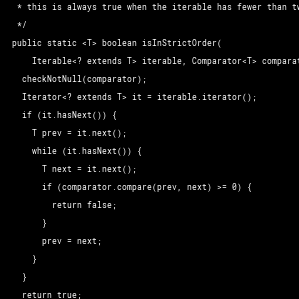 * this is always true when the iterable has fewer than
*/
public static <T> boolean isInStrictOrder(
Iterable<? extends T> iterable, Comparator<T>
checkNotNull(comparator);
Iterator<? extends T> it = iterable.iterator();
if (it.hasNext()) {
T prev = it.next();
while (it.hasNext()) {
T next = it.next();
if (comparator.compare(prev, next) >= 0) {
return false;
}
prev = next;
}
}
return true;